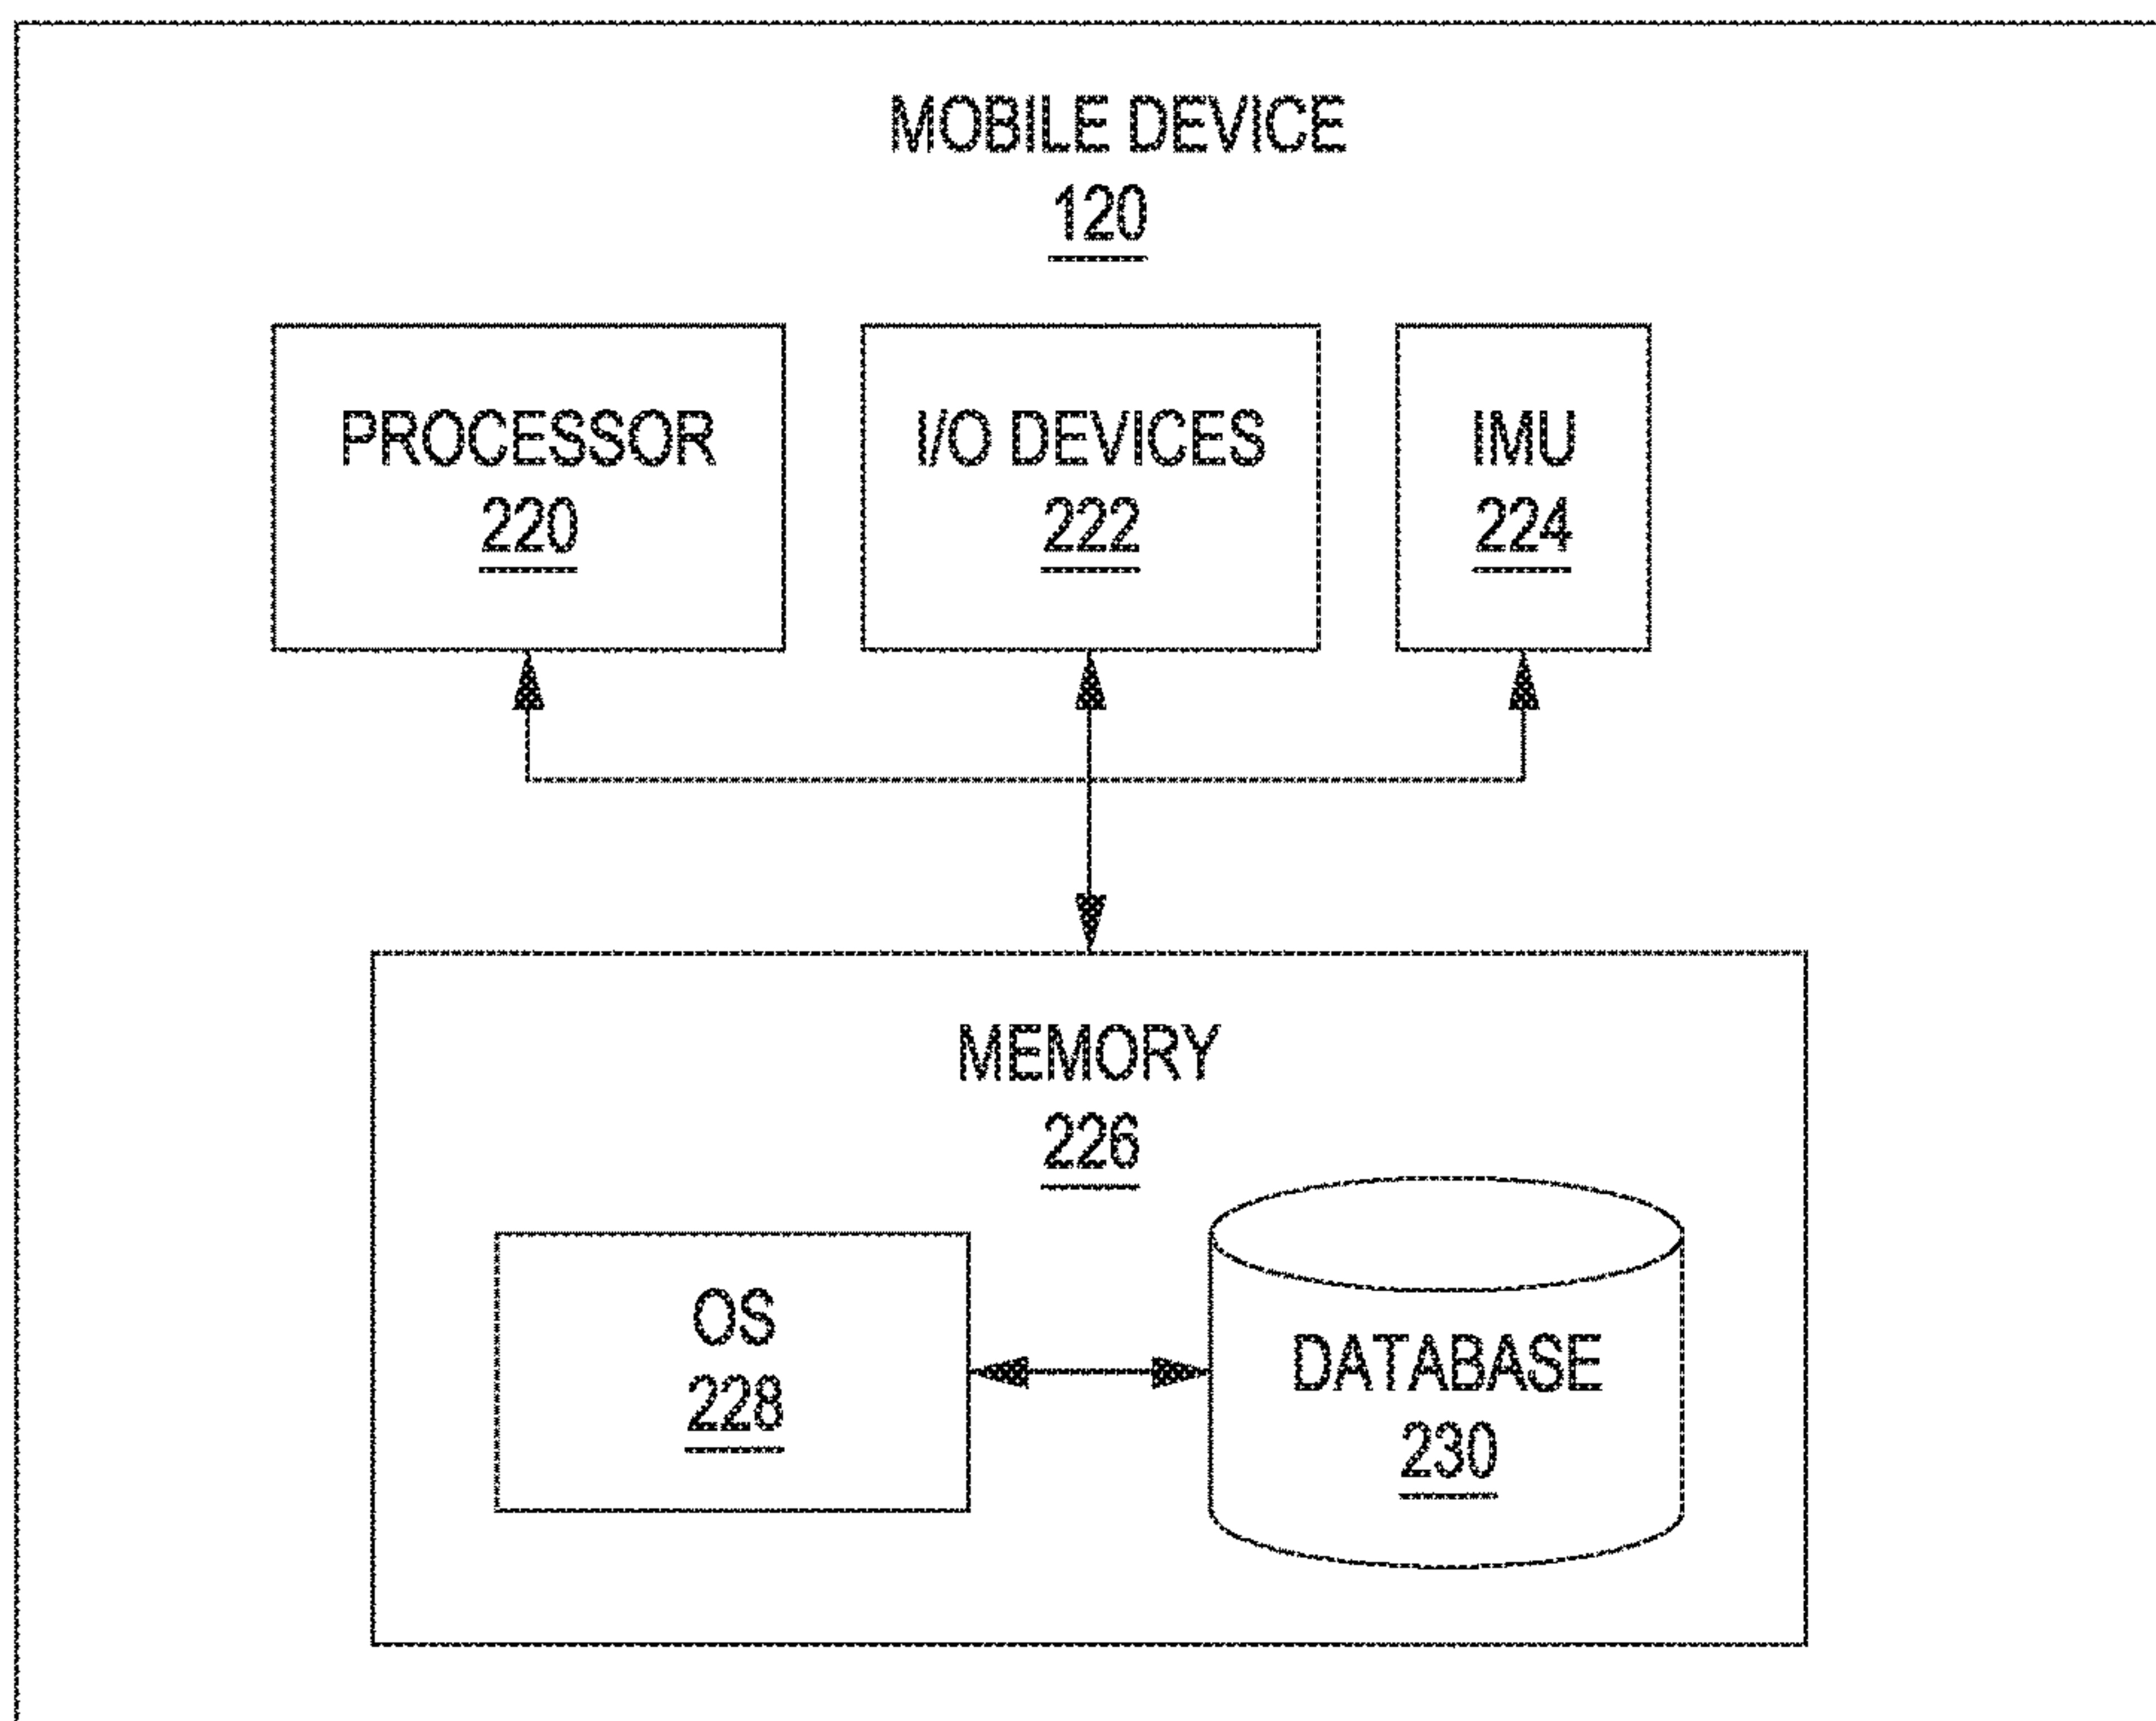 MOBILE DEVICE
120
PROCESSOR
220
I/O DEVICES
222
IMU
224
MEMORY
226
OS
228
DATABASE
230